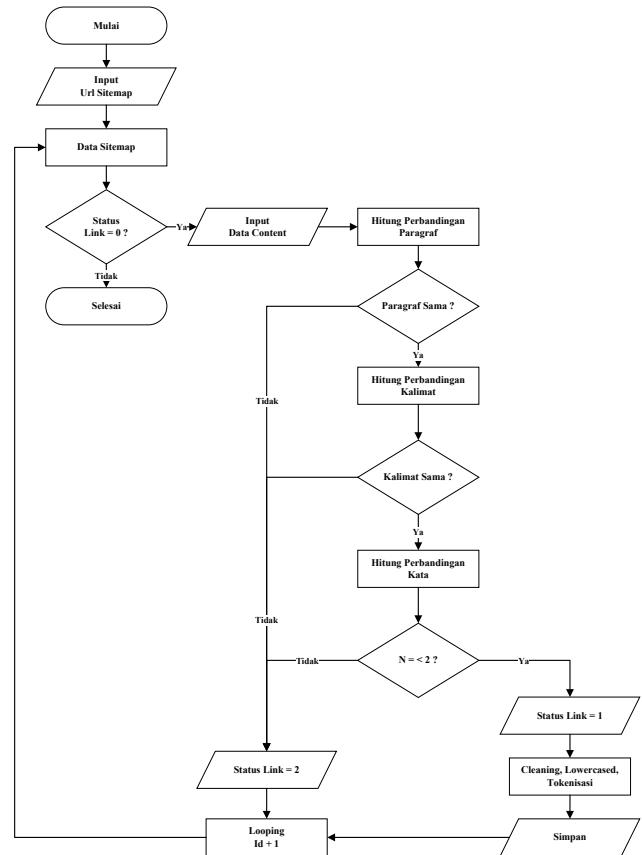 Mulai
Input
Url Sitemap
Data Sitemap
Status
Link = 0 ?
Ya
Input
Data Content
Hitung Perbandingan
Paragraf
Tidak
Selesai
Paragraf Sama ?
Ya
Hitung Perbandingan
Kalimat
Tidak
Kalimat Sama ?
Ya
Hitung Perbandingan
Kata
Tidak
N = < 2 ?
Tidak
Ya
Status Link = 1
Status Link = 2
Cleaning, Lowercased,
Tokenisasi
Looping
Id + 1
Simpan